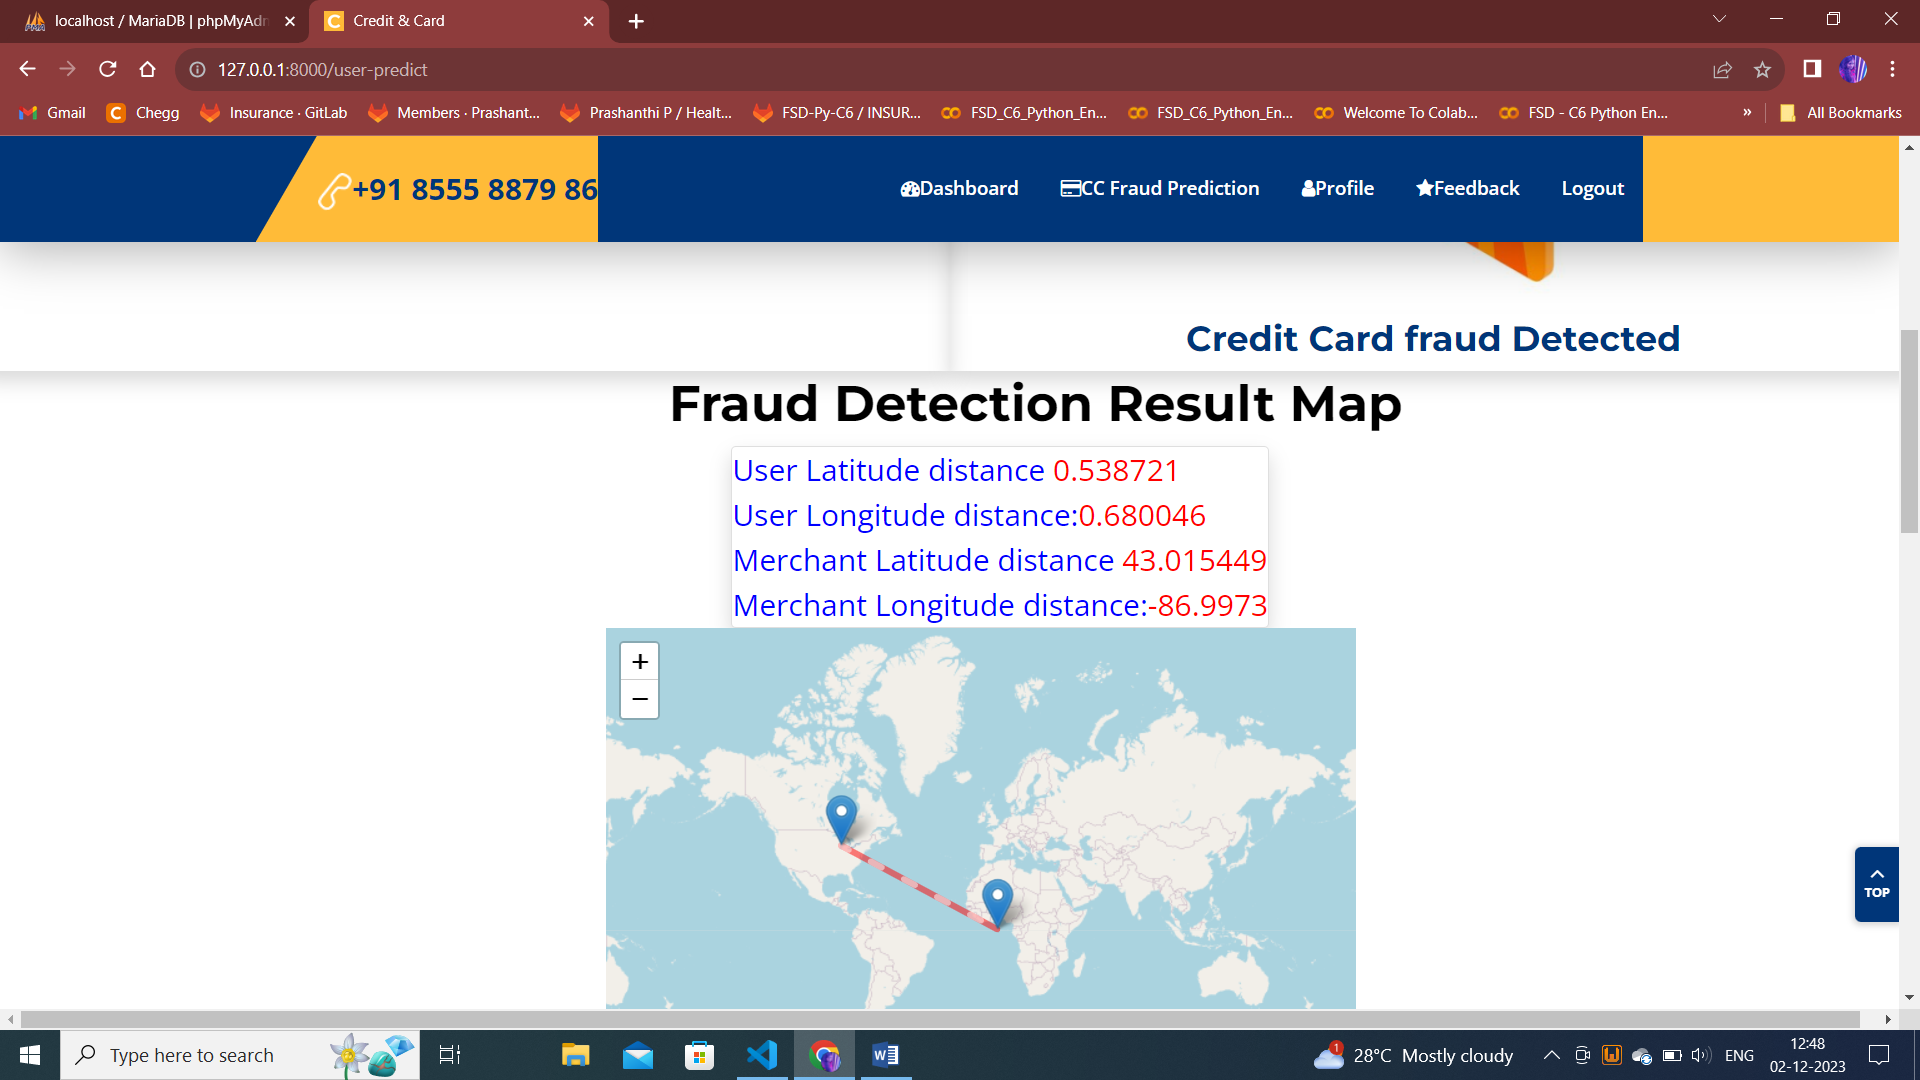 localhost / MariaDB | phpMyAdn
Credit & Card
127.0.0.1:8000/user-predict
Gmail
Chegg
Insurance · GitLab
Members · Prashant...
Prashanthi P / Healt...
FSD-Py-C6 / INSUR...
FSD_C6_Python_En...
FSD_C6_Python_En...
Welcome To Colab...
FSD - C6 Python En...
»
All Bookmarks
+91 8555 8879 86
Dashboard
CC Fraud Prediction
Profile
Feedback
Logout
Credit Card fraud Detected
Fraud Detection Result Map
User Latitude distance 0.538721
User Longitude distance:0.680046
Merchant Latitude distance 43.015449
Merchant Longitude distance:-86.9973
+
−
TOP
Type here to search
1
28°C Mostly cloudy
ENG
12:48
02-12-2023